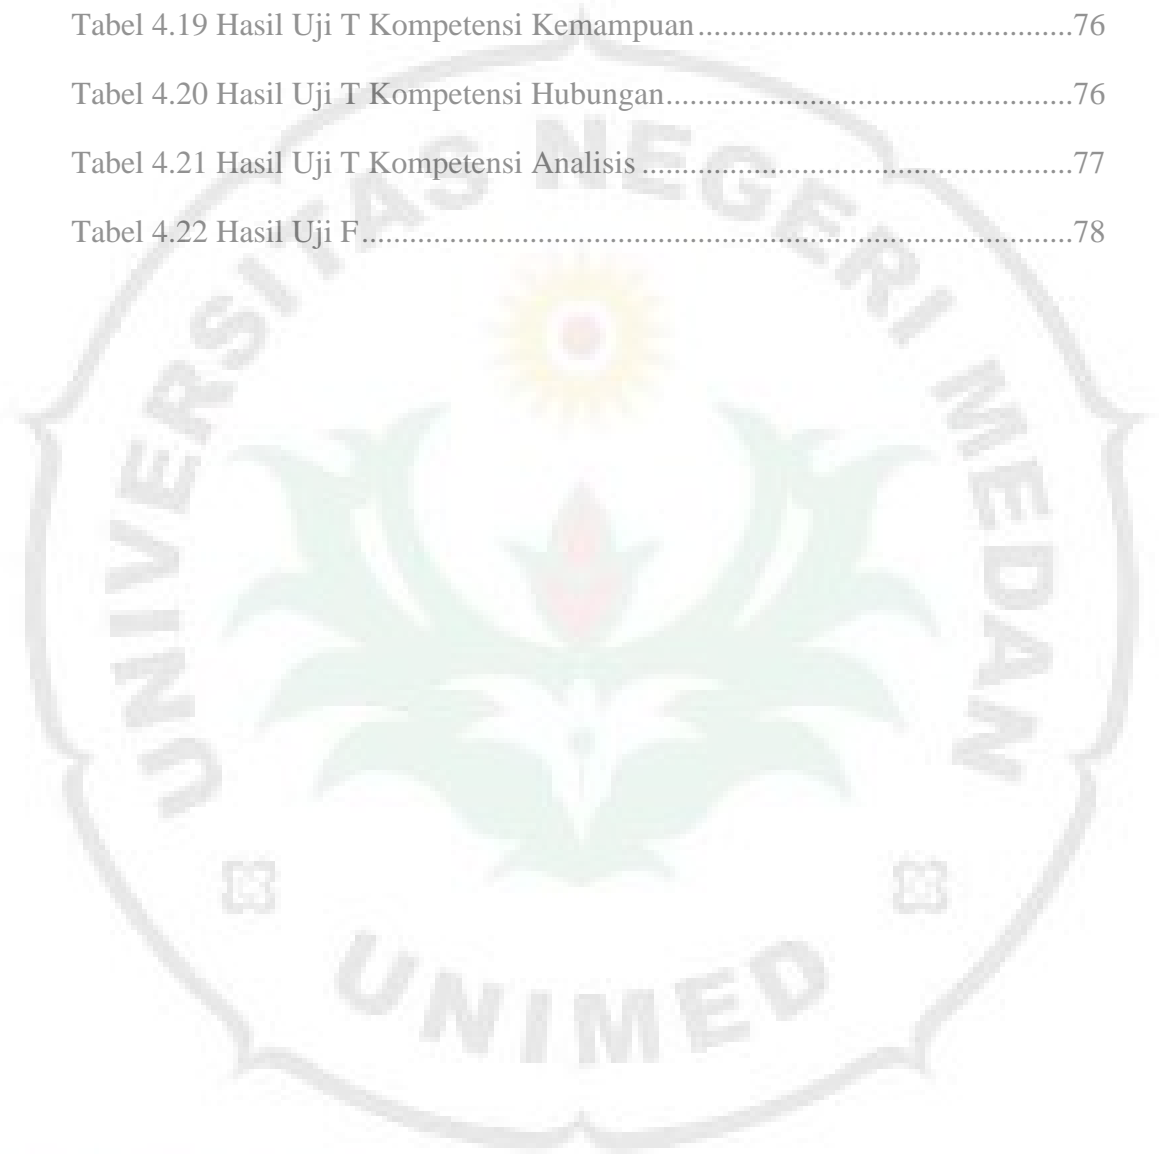 Tabel 4.19 Hasil Uji T Kompetensi Kemampuan...............................................76
Tabel 4.20 Hasil Uji T Kompetensi Hubungan...................................................76
Tabel 4.21 Hasil Uji T Kompetensi Analisis......................................................77
Tabel 4.22 Hasil Uji F.........................................................................................78
UNIVERSITAS NEGERI MEDAN
UNIMED